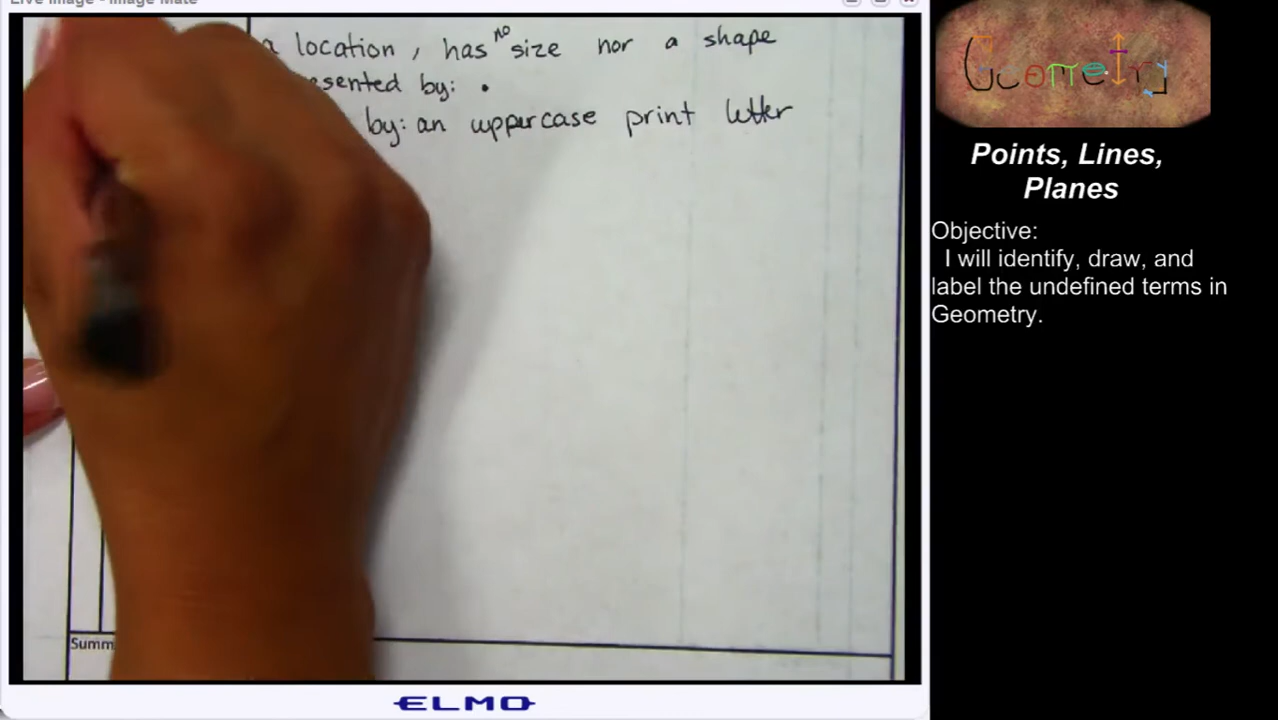 Live Image - Image Mate
a location, has no size nor a shape
by: •
by: an uppercase print letter
Summ
ELMO
Geometry
Points, Lines,
Planes
Objective:
I will identify, draw, and
label the undefined terms in
Geometry.